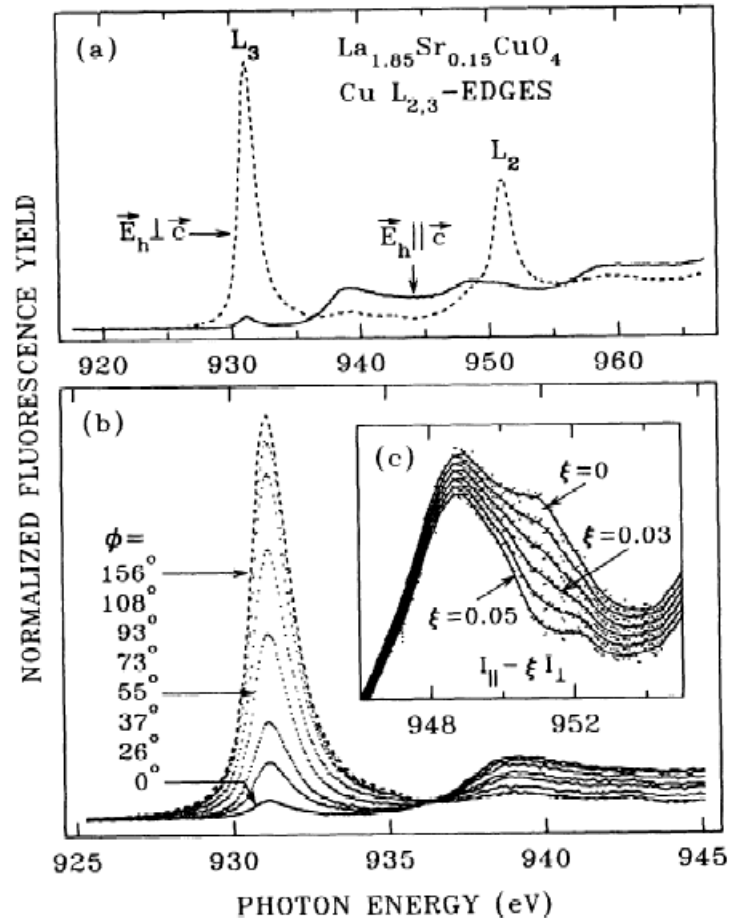 (a)
L3
La1.85Sr0.15CuO4
Cu L2,3-EDGES
L2
Eh⊥c
Eh||c
920 930 940 950 960
NORMALIZED FLUORESCENCE YIELD
(b)
ϕ=
156°
108°
93°
73°
55°
37°
26°
0°
(c)
ξ=0
ξ=0.03
ξ=0.05
I|| − ξ I⊥
948 952
925 930 935 940 945
PHOTON ENERGY (eV)